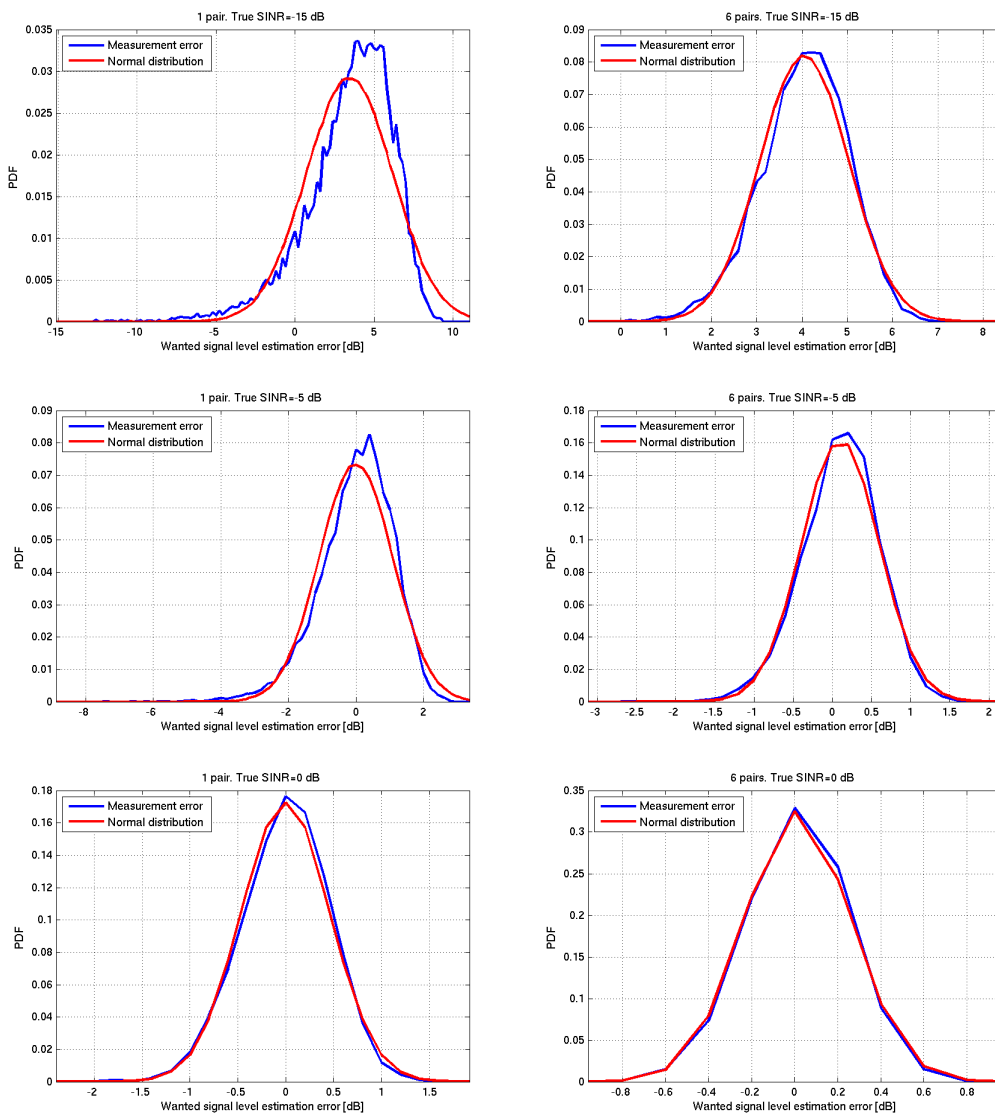 1 pair. True SINR=-15 dB
Measurement error
Normal distribution
PDF
0.035
0.03
0.025
0.02
0.015
0.01
0.005
0
-15 -10 -5 0 5 10
Wanted signal level estimation error [dB]
6 pairs. True SINR=-15 dB
Measurement error
Normal distribution
PDF
0.09
0.08
0.07
0.06
0.05
0.04
0.03
0.02
0.01
0
0 1 2 3 4 5 6 7 8
Wanted signal level estimation error [dB]
1 pair. True SINR=-5 dB
Measurement error
Normal distribution
PDF
0.09
0.08
0.07
0.06
0.05
0.04
0.03
0.02
0.01
0
-8 -6 -4 -2 0 2
Wanted signal level estimation error [dB]
6 pairs. True SINR=-5 dB
Measurement error
Normal distribution
PDF
0.18
0.16
0.14
0.12
0.1
0.08
0.06
0.04
0.02
0
-3 -2.5 -2 -1.5 -1 -0.5 0 0.5 1 1.5 2
Wanted signal level estimation error [dB]
1 pair. True SINR=0 dB
Measurement error
Normal distribution
PDF
0.18
0.16
0.14
0.12
0.1
0.08
0.06
0.04
0.02
0
-2 -1.5 -1 -0.5 0 0.5 1 1.5
Wanted signal level estimation error [dB]
6 pairs. True SINR=0 dB
Measurement error
Normal distribution
PDF
0.35
0.3
0.25
0.2
0.15
0.1
0.05
0
-0.8 -0.6 -0.4 -0.2 0 0.2 0.4 0.6 0.8
Wanted signal level estimation error [dB]